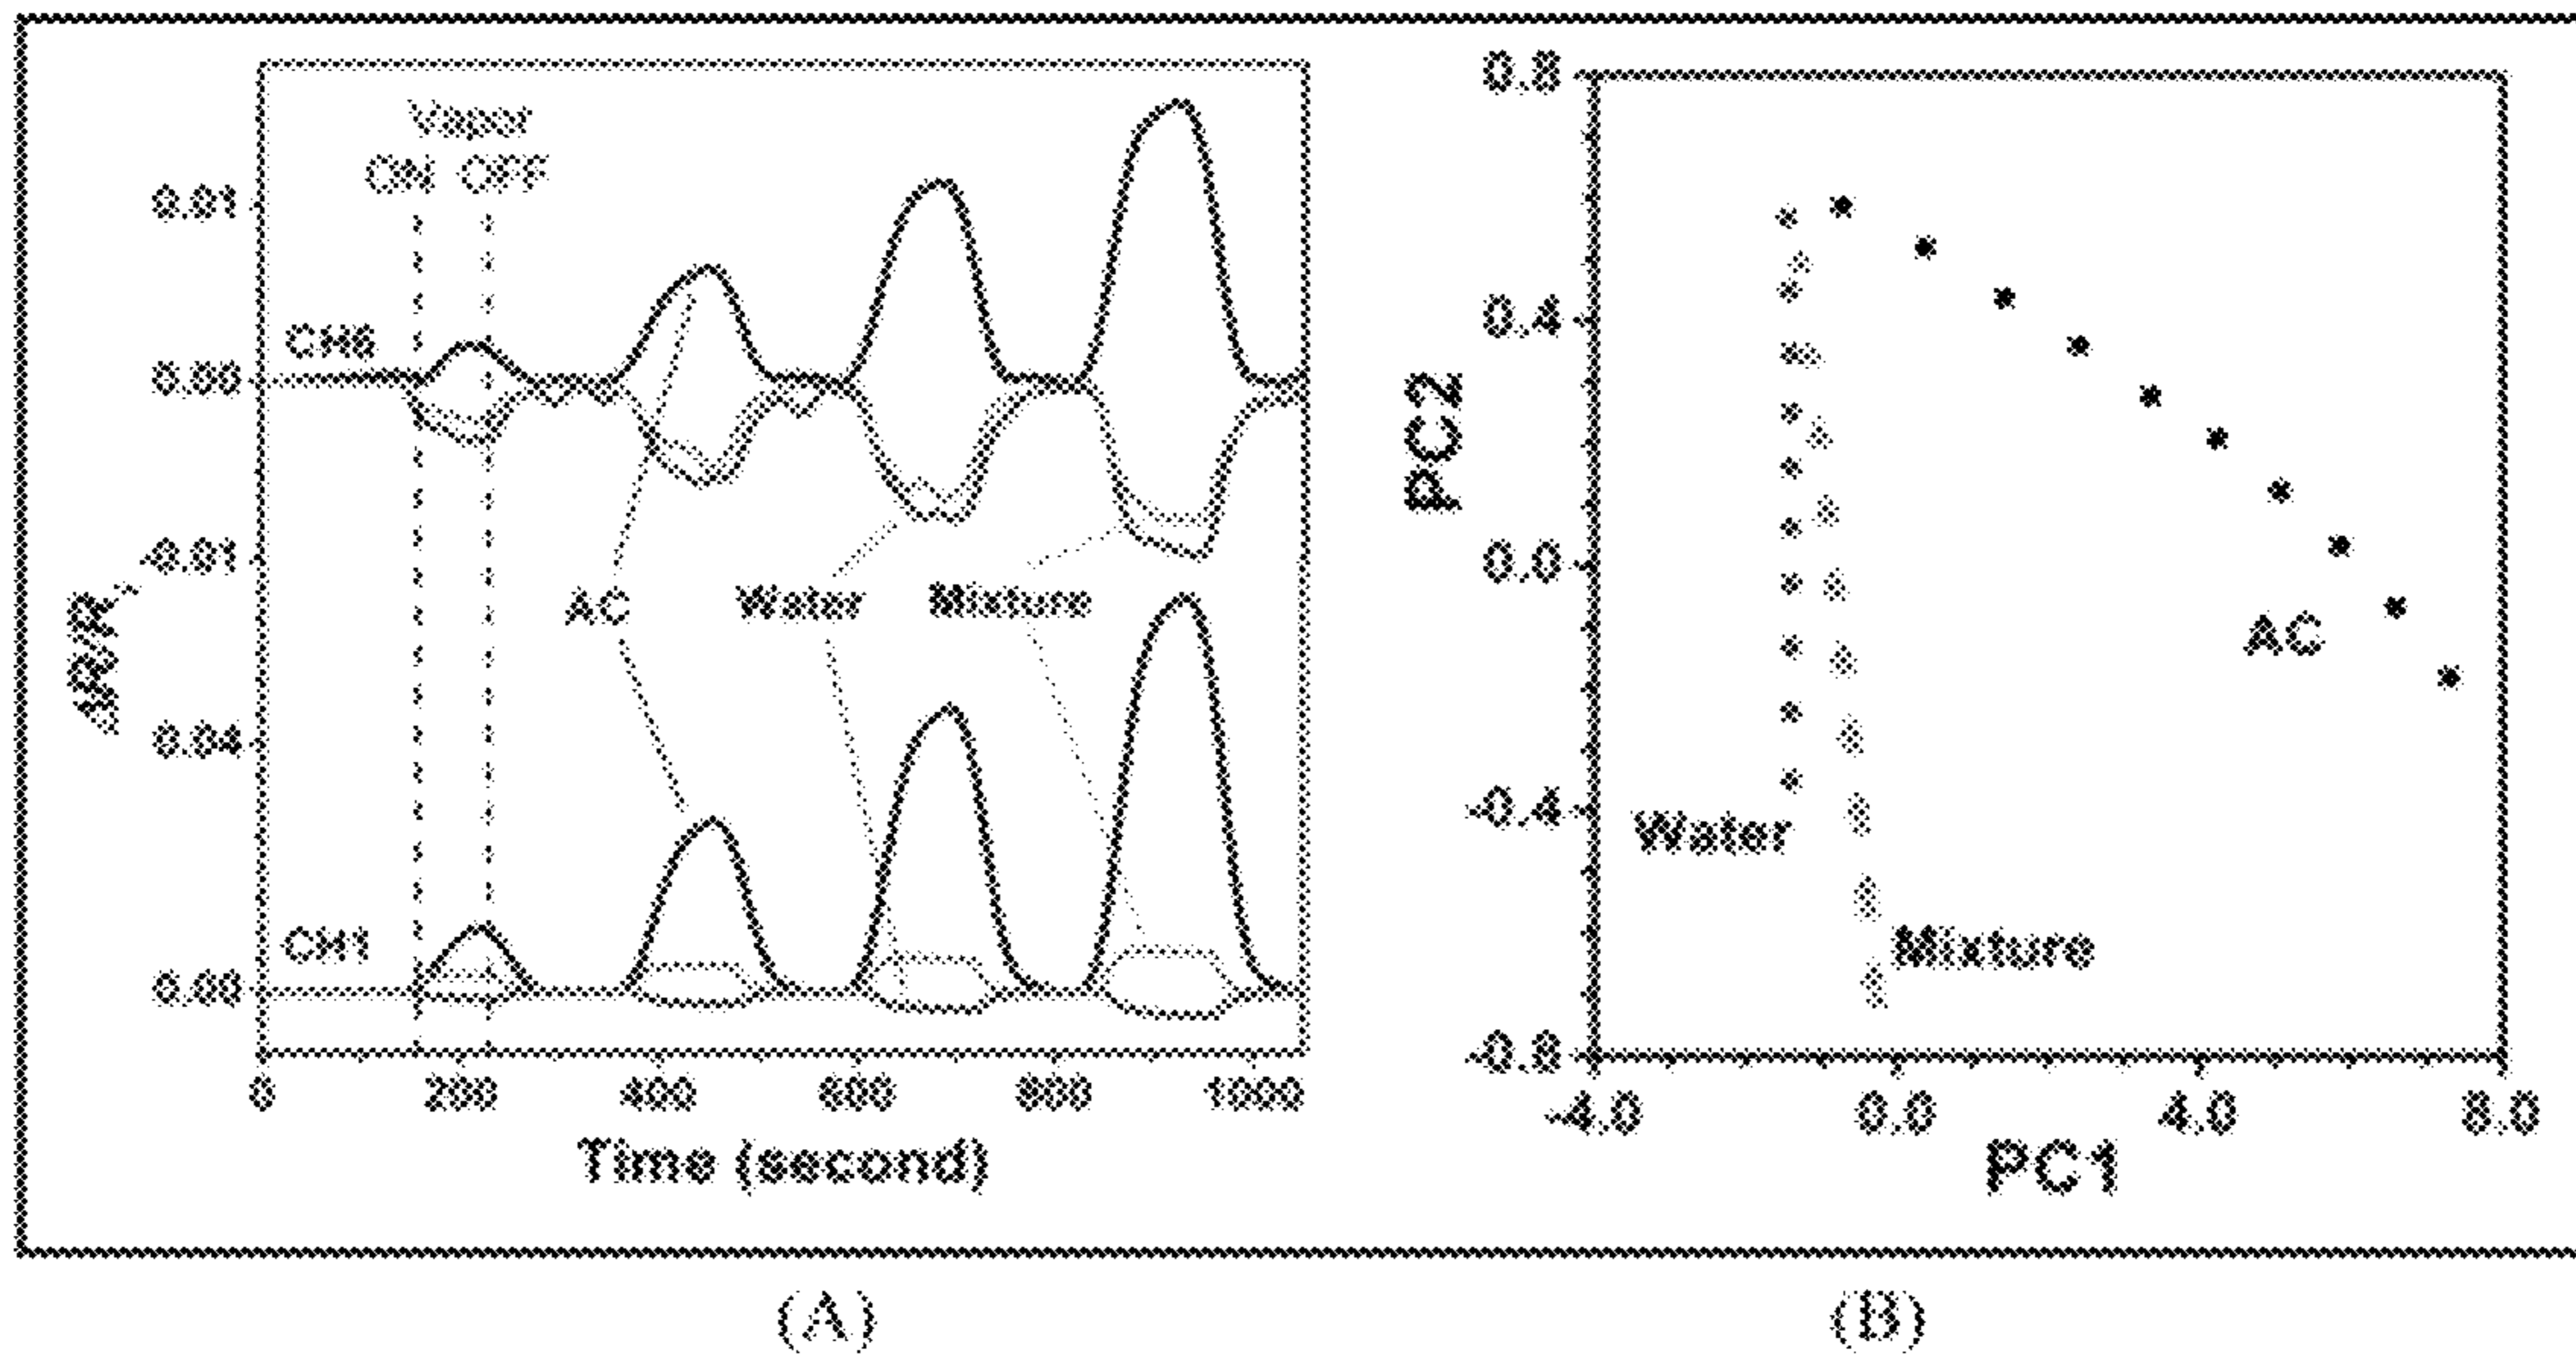 Vapor
ON OFF
0.01
CH6
0.00
-0.01
ΔR/R
AC
Water
Mixture
0.04
CH1
0.00
0
200
400
600
800
1000
Time (second)
(A)
0.8
0.4
PC2
0.0
AC
-0.4
Water
Mixture
-0.8
-4.0
0.0
4.0
8.0
PC1
(B)